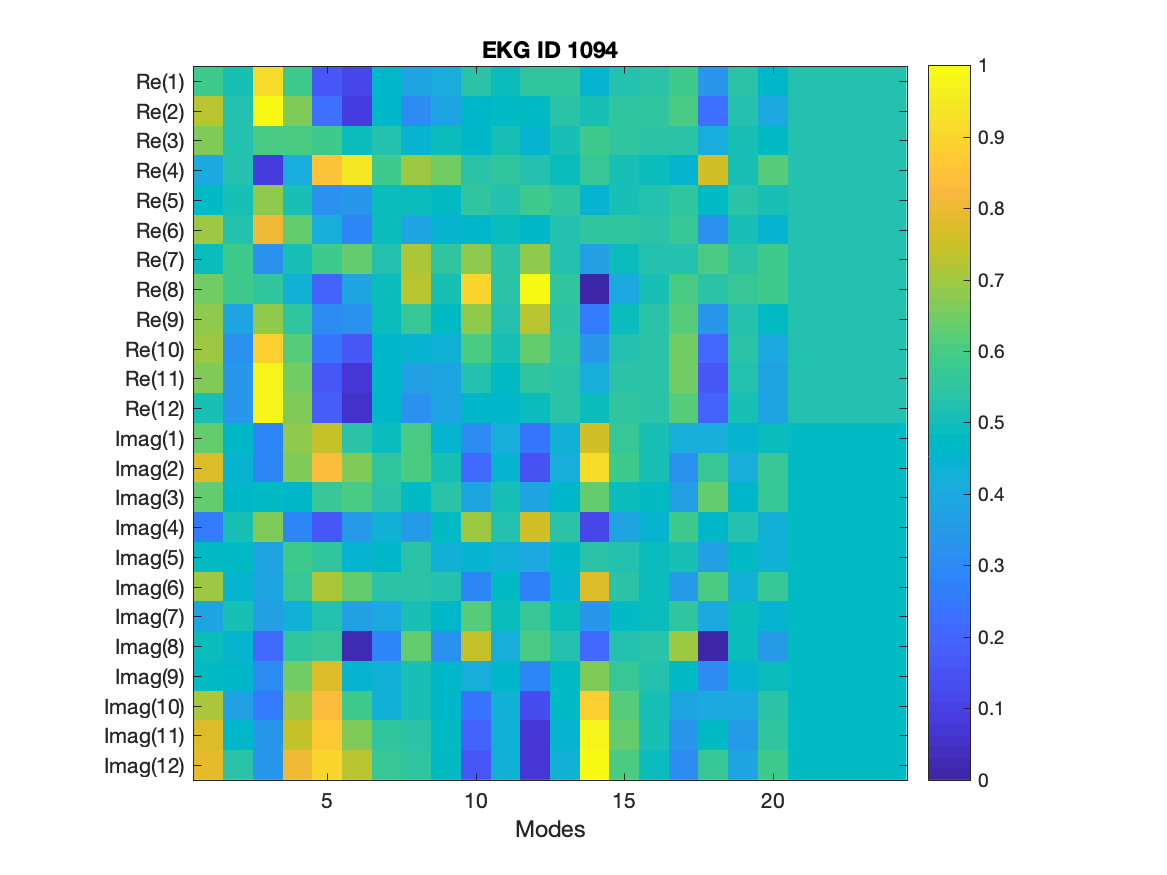 EKG ID 1094
Re(1)
Re(2)
Re(3)
Re(4)
Re(5)
Re(6)
Re(7)
Re(8)
Re(9)
Re(10)
Re(11)
Re(12)
Imag(1)
Imag(2)
Imag(3)
Imag(4)
Imag(5)
Imag(6)
Imag(7)
Imag(8)
Imag(9)
Imag(10)
Imag(11)
Imag(12)
5 10 15 20
Modes
1
0.9
0.8
0.7
0.6
0.5
0.4
0.3
0.2
0.1
0